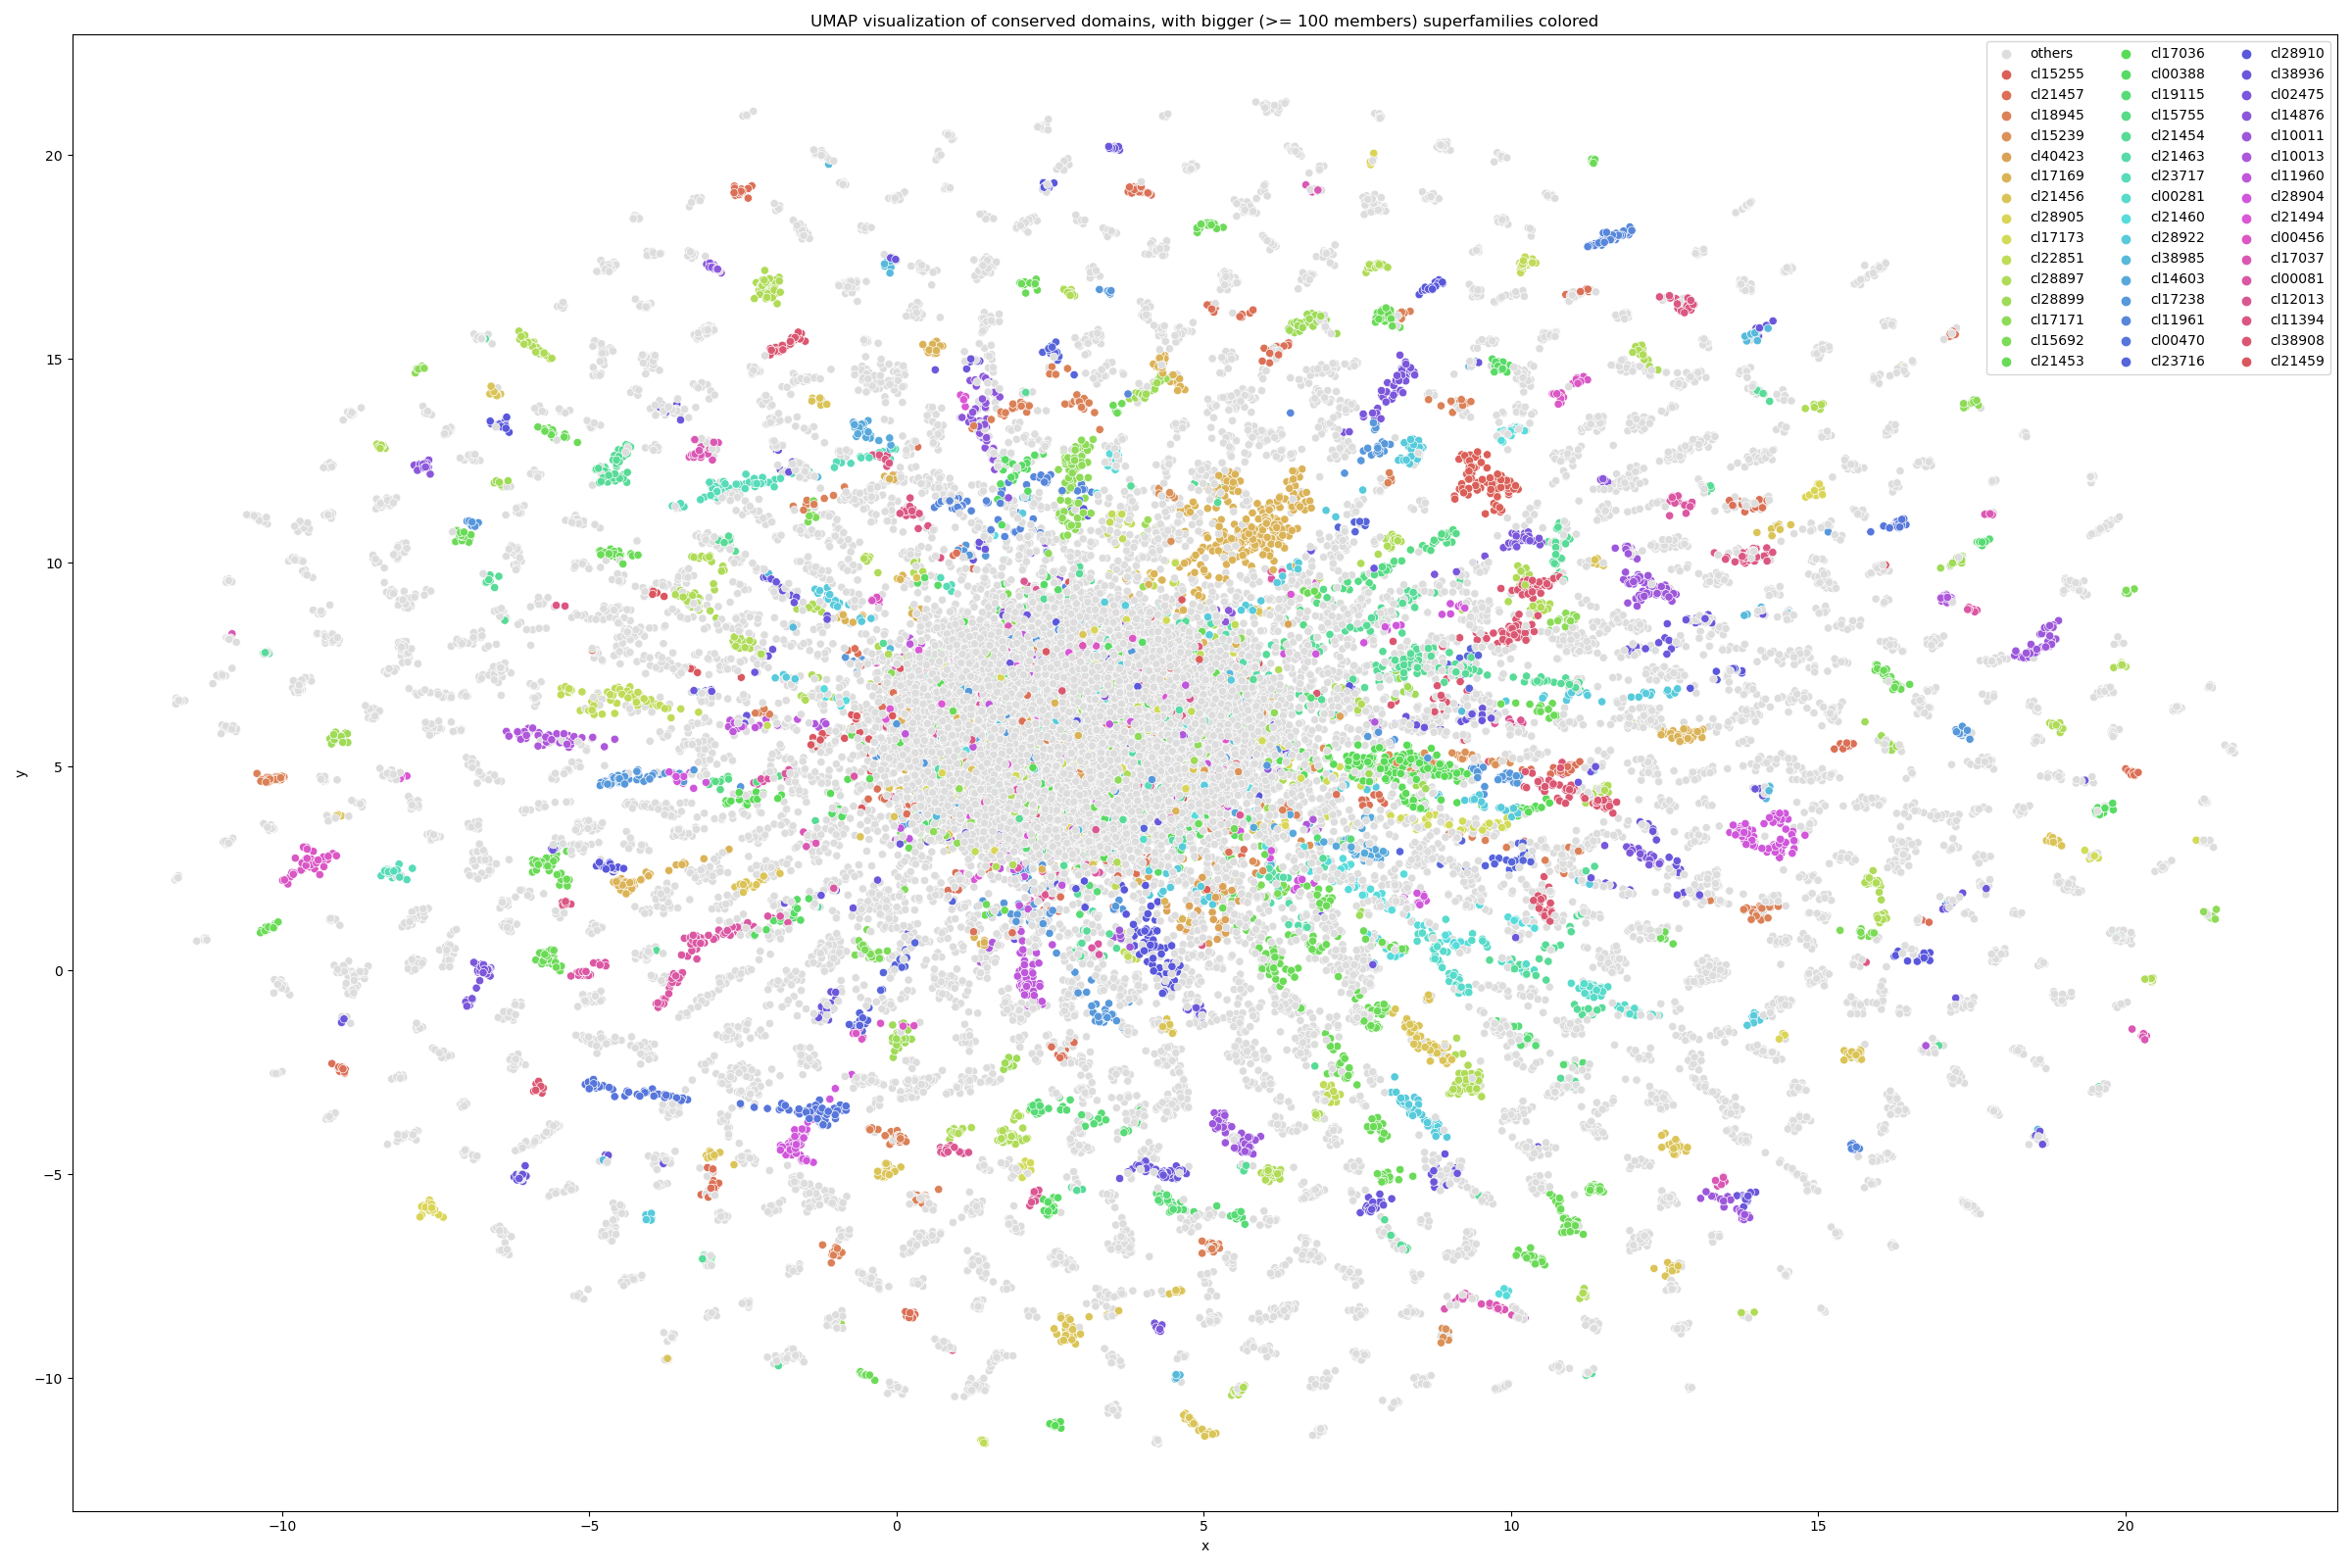 UMAP visualization of conserved domains, with bigger (>= 100 members) superfamilies colored
others
cl15255
cl21457
cl18945
cl15239
cl40423
cl17169
cl21456
cl28905
cl17173
cl22851
cl28897
cl28899
cl17171
cl15692
cl21453
cl17036
cl00388
cl19115
cl15755
cl21454
cl21463
cl23717
cl00281
cl21460
cl28922
cl38985
cl14603
cl17238
cl11961
cl00470
cl23716
cl28910
cl38936
cl02475
cl14876
cl10011
cl10013
cl11960
cl28904
cl21494
cl00456
cl17037
cl00081
cl12013
cl11394
cl38908
cl21459
20
15
10
5
0
−5
−10
y
−10
−5
0
5
10
15
20
x